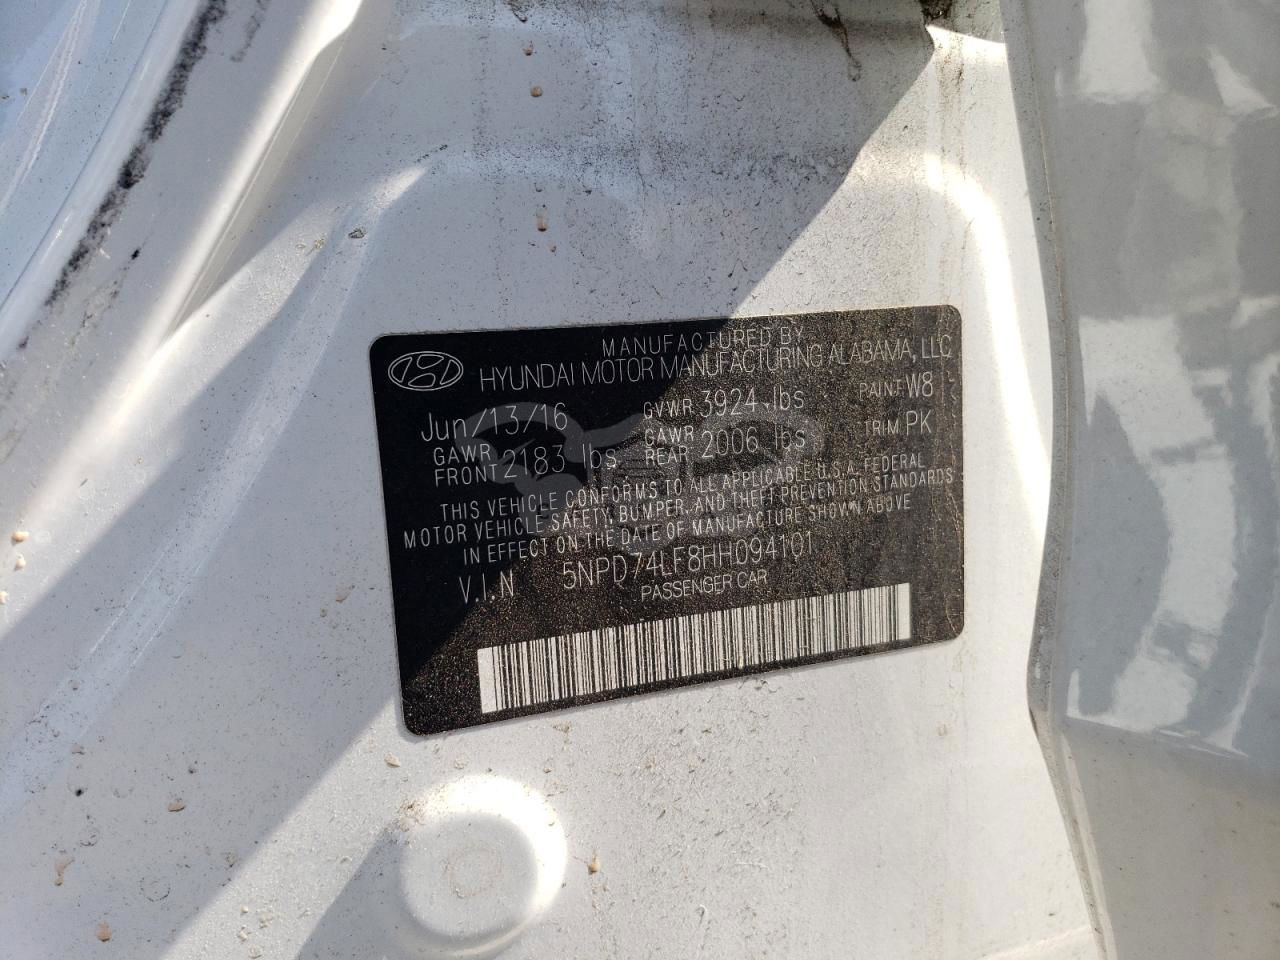 MANUFACTURED BY
HYUNDAI MOTOR MANUFACTURING ALABAMA, LLC
Jun/13/16 GVWR 3924 lbs PAINT W8
GAWR FRONT 2183 lbs GAWR REAR 2006 lbs TRIM PK
THIS VEHICLE CONFORMS TO ALL APPLICABLE U.S.A. FEDERAL
MOTOR VEHICLE SAFETY, BUMPER, AND THEFT PREVENTION STANDARDS
IN EFFECT ON THE DATE OF MANUFACTURE SHOWN ABOVE
V.I.N 5NPD74LF8HH094101
PASSENGER CAR